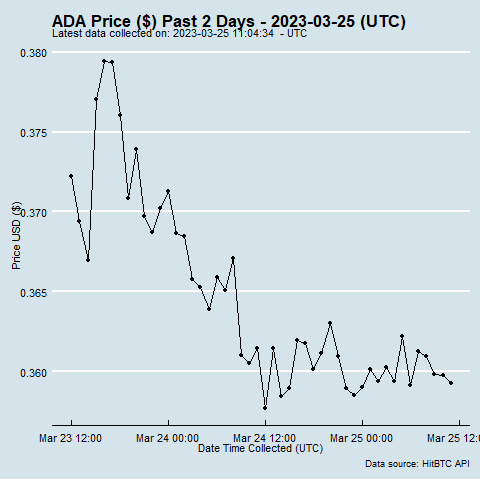 ADA Price ($) Past 2 Days - 2023-03-25 (UTC)
Latest data collected on: 2023-03-25 11:04:34 - UTC
0.380
0.375
0.370
0.365
0.360
Price USD ($)
Mar 23 12:00 Mar 24 00:00 Mar 24 12:00 Mar 25 00:00 Mar 25 12:
Date Time Collected (UTC)
Data source: HitBTC API